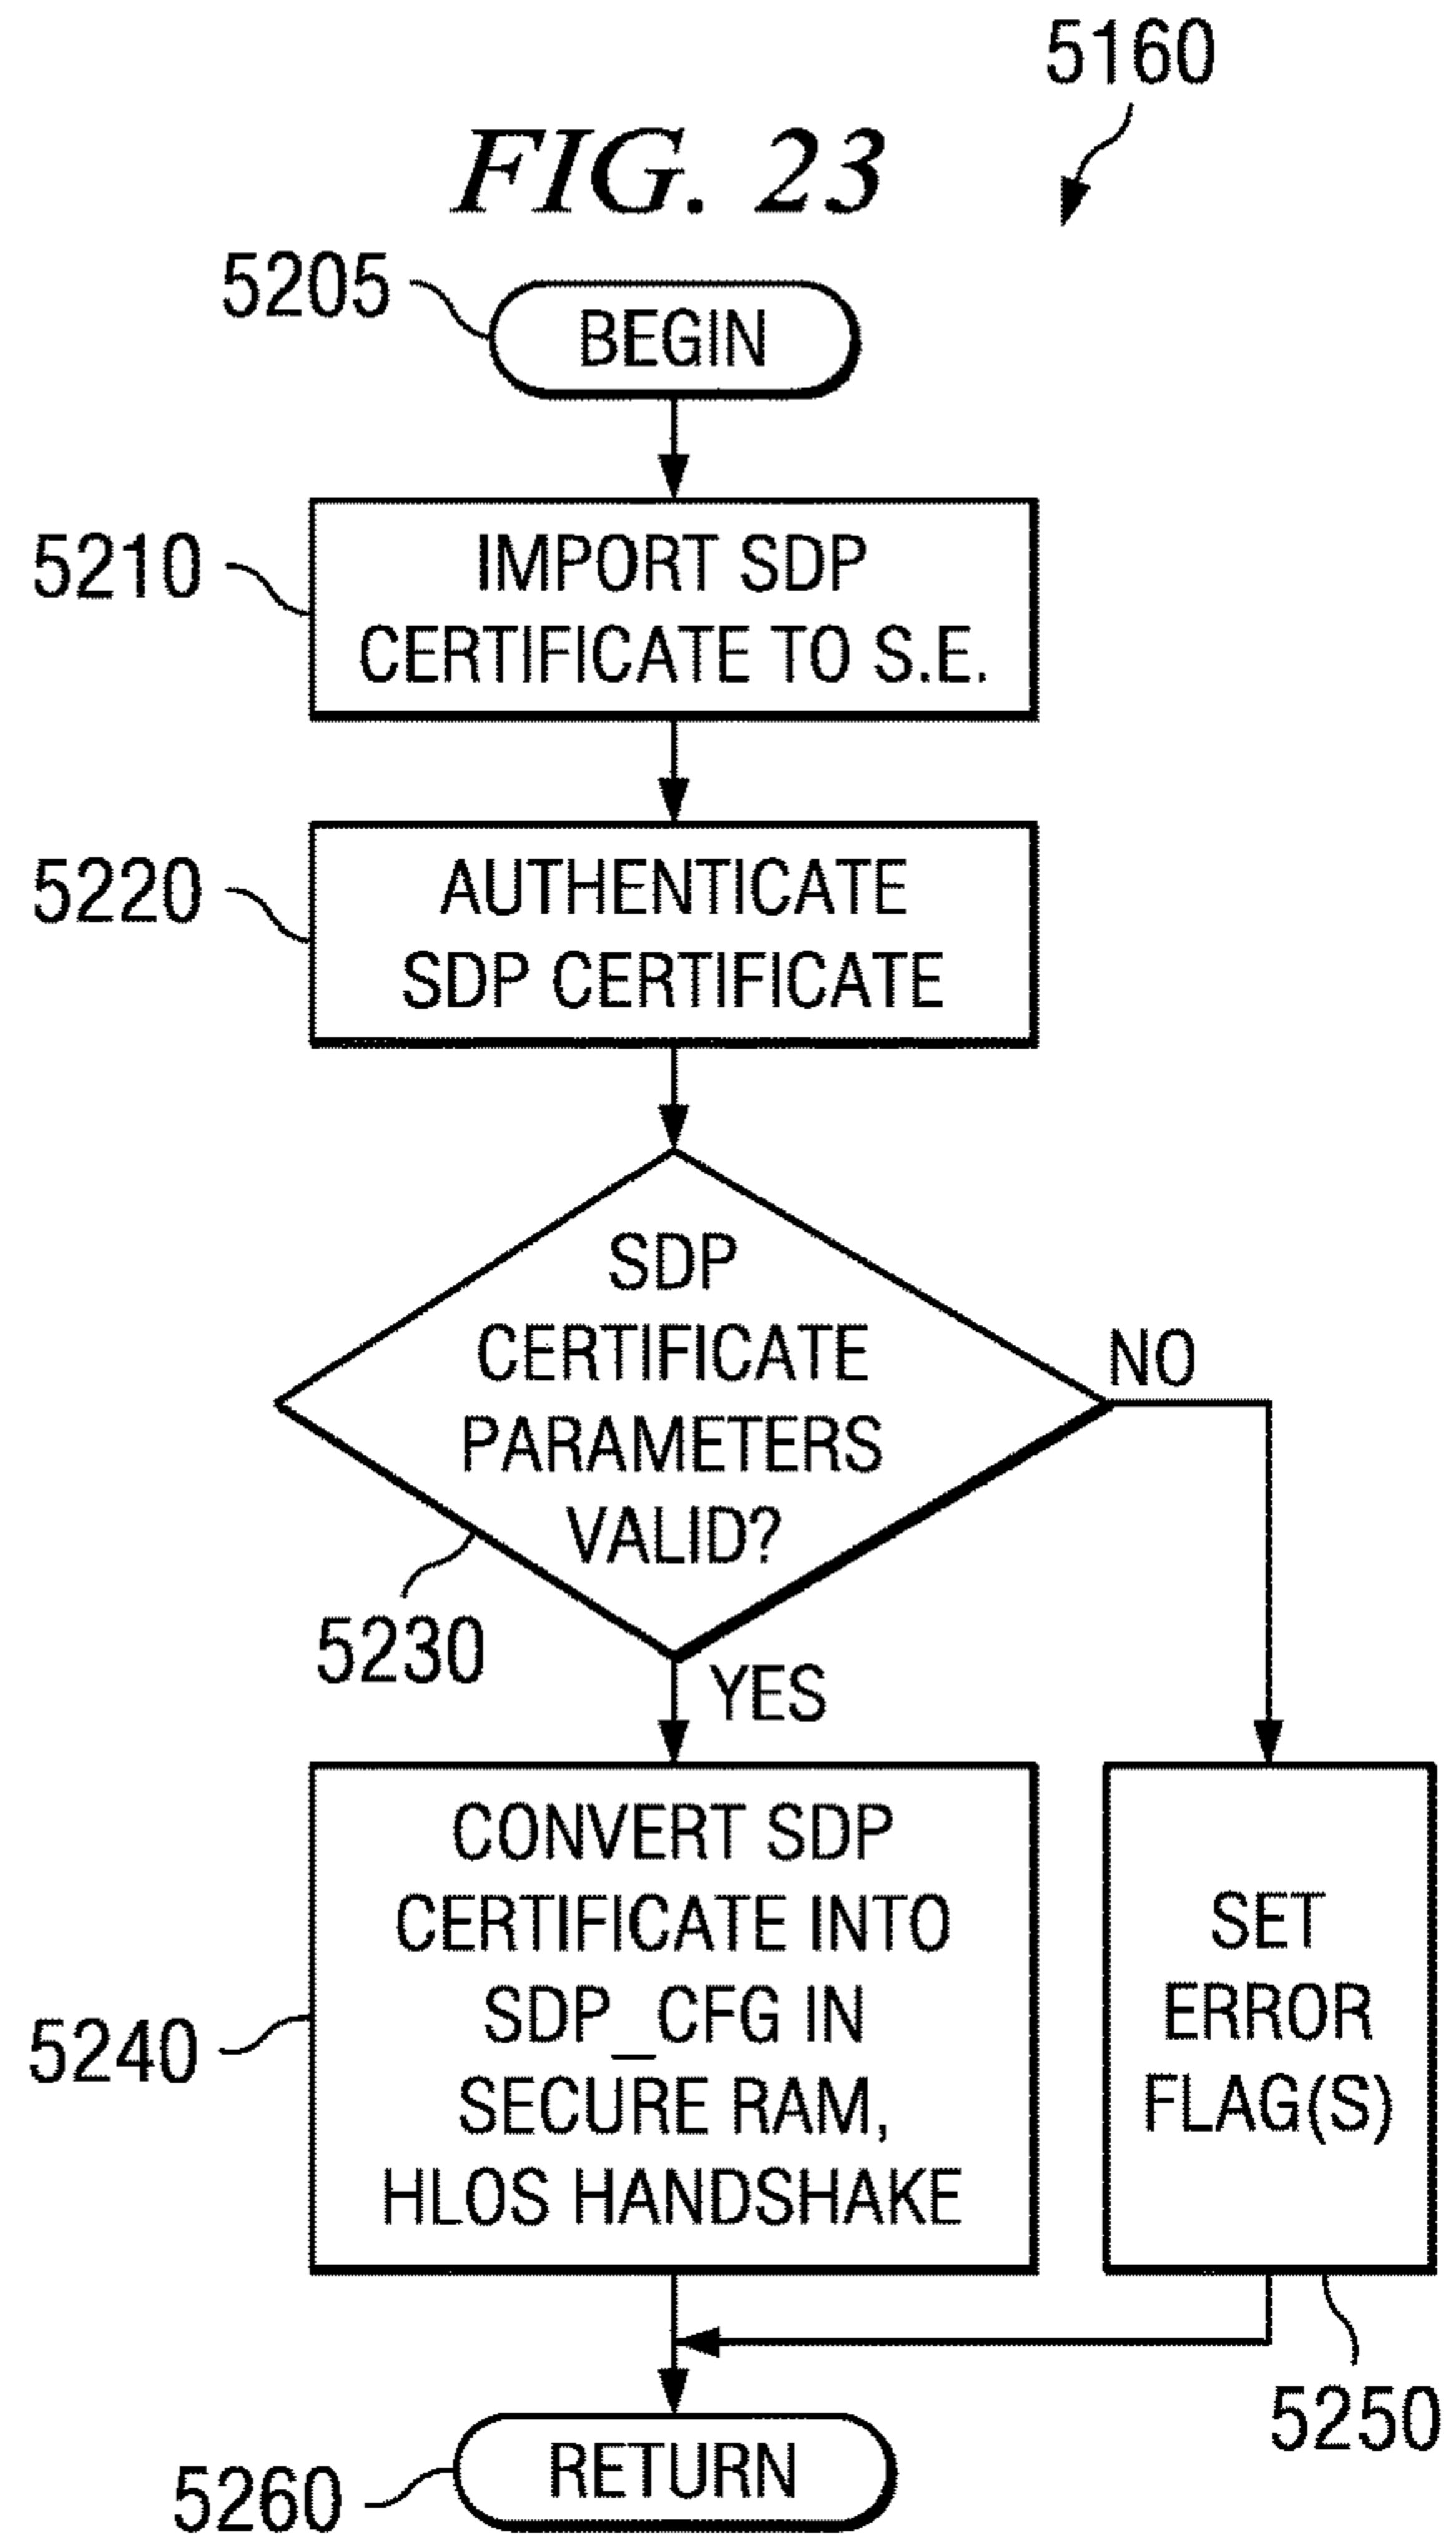 5160
FIG. 23
5205
BEGIN
5210
IMPORT SDP
CERTIFICATE TO S.E.
5220
AUTHENTICATE
SDP CERTIFICATE
SDP
CERTIFICATE
PARAMETERS
VALID?
NO
5230
YES
CONVERT SDP
CERTIFICATE INTO
SDP_CFG IN
SECURE RAM,
HLOS HANDSHAKE
5240
SET
ERROR
FLAG(S)
5250
RETURN
5260